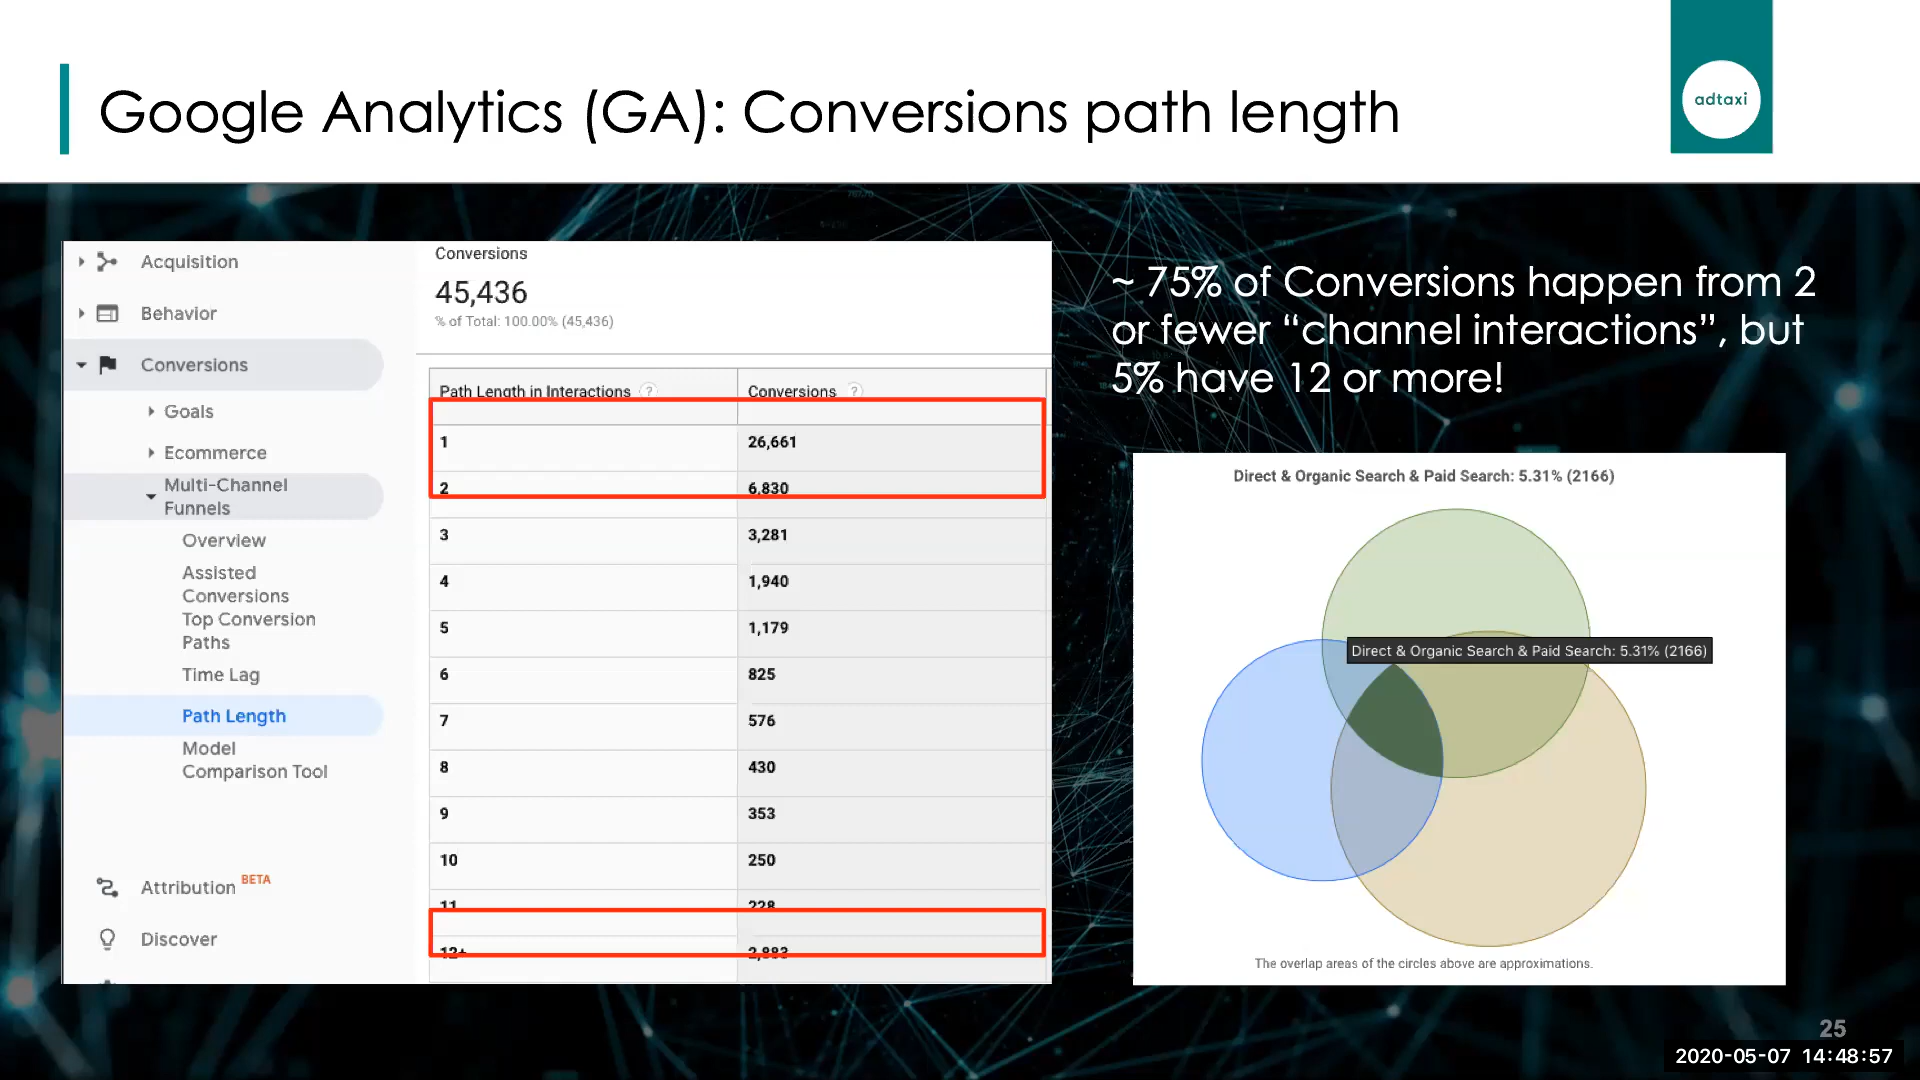 Google Analytics (GA): Conversions path length
adtaxi
Acquisition
Behavior
Conversions
Goals
Ecommerce
Multi-Channel
Funnels
Overview
Assisted
Conversions
Top Conversion
Paths
Time Lag
Path Length
Model
Comparison Tool
Attribution BETA
Discover
Conversions
45,436
% of Total: 100.00% (45,436)
Path Length in Interactions ? Conversions ?
1 26,661
2 6,830
3 3,281
4 1,940
5 1,179
6 825
7 576
8 430
9 353
10 250
11 228
12+ 2,883
~ 75% of Conversions happen from 2
or fewer “channel interactions”, but
5% have 12 or more!
Direct & Organic Search & Paid Search: 5.31% (2166)
Direct & Organic Search & Paid Search: 5.31% (2166)
The overlap areas of the circles above are approximations.
25
2020-05-07 14:48:57